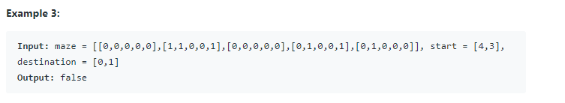 Example 3:
Input: maze = [[0,0,0,0,0],[1,1,0,0,1],[0,0,0,0,0],[0,1,0,0,1],[0,1,0,0,0]], start = [4,3],
destination = [0,1]
Output: false